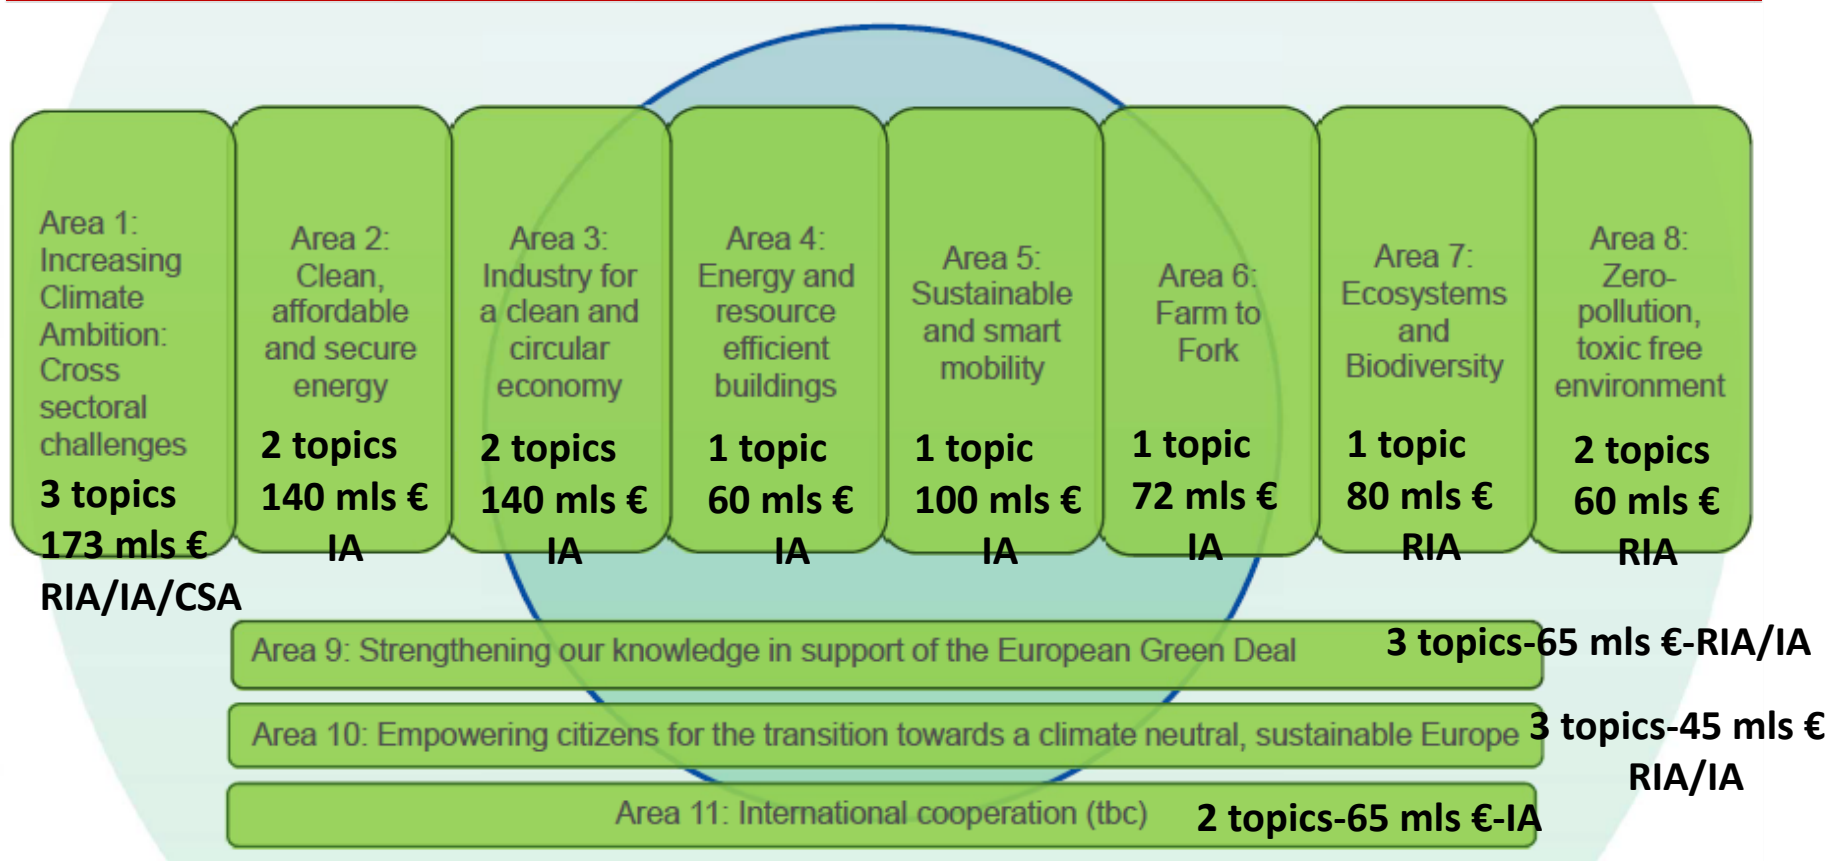 Area 1:
Increasing
Climate
Ambition:
Cross
sectoral
challenges
3 topics
173 mls €
RIA/IA/CSA
Area 2:
Clean,
affordable
and secure
energy
2 topics
140 mls €
IA
Area 3:
Industry for
a clean and
circular
economy
2 topics
140 mls €
IA
Area 4:
Energy and
resource
efficient
buildings
1 topic
60 mls €
IA
Area 5:
Sustainable
and smart
mobility
1 topic
100 mls €
IA
Area 6:
Farm to
Fork
1 topic
72 mls €
IA
Area 7:
Ecosystems
and
Biodiversity
1 topic
80 mls €
RIA
Area 8:
Zero-
pollution,
toxic free
environment
2 topics
60 mls €
RIA
Area 9: Strengthening our knowledge in support of the European Green Deal
3 topics-65 mls €-RIA/IA
Area 10: Empowering citizens for the transition towards a climate neutral, sustainable Europe
3 topics-45 mls €
RIA/IA
Area 11: International cooperation (tbc)
2 topics-65 mls €-IA